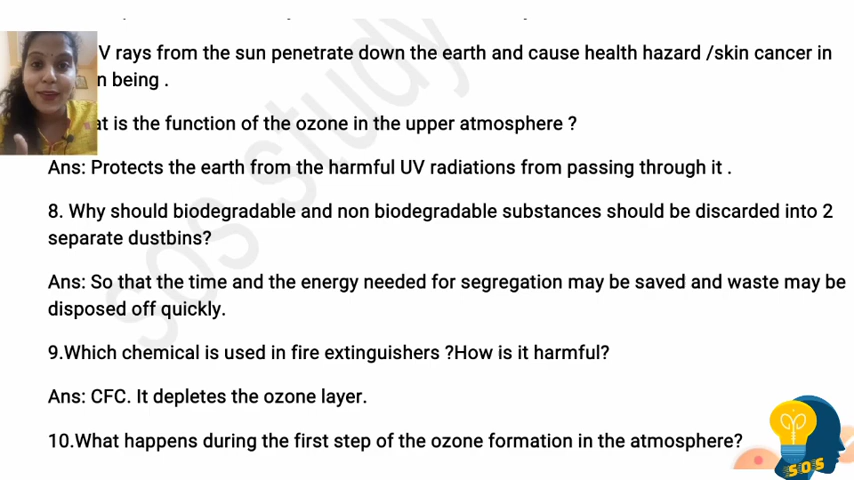 V rays from the sun penetrate down the earth and cause health hazard /skin cancer in
n being .
at is the function of the ozone in the upper atmosphere ?
Ans: Protects the earth from the harmful UV radiations from passing through it .
8. Why should biodegradable and non biodegradable substances should be discarded into 2
separate dustbins?
Ans: So that the time and the energy needed for segregation may be saved and waste may be
disposed off quickly.
9.Which chemical is used in fire extinguishers ?How is it harmful?
Ans: CFC. It depletes the ozone layer.
10.What happens during the first step of the ozone formation in the atmosphere?
sos study
SOS